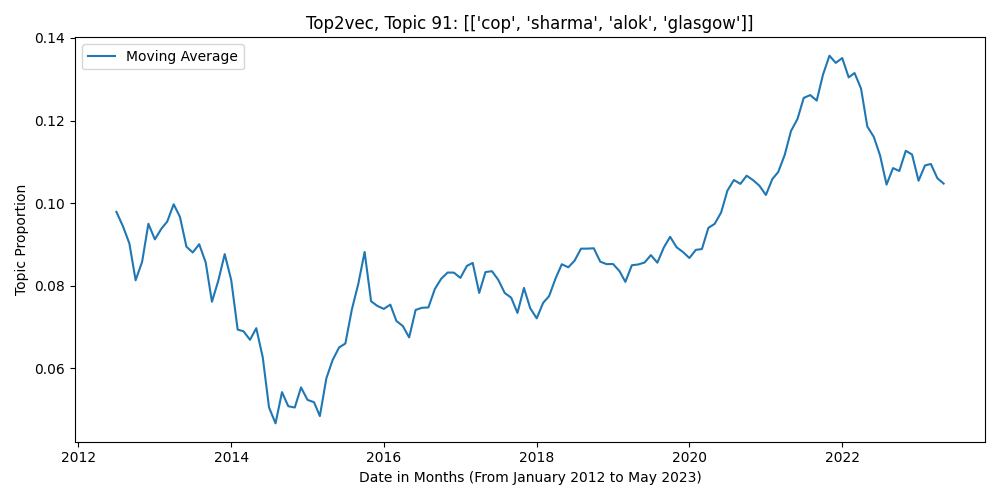 Top2vec, Topic 91: [['cop', 'sharma', 'alok', 'glasgow']]
Moving Average
Topic Proportion
0.14
0.12
0.10
0.08
0.06
2012 2014 2016 2018 2020 2022
Date in Months (From January 2012 to May 2023)